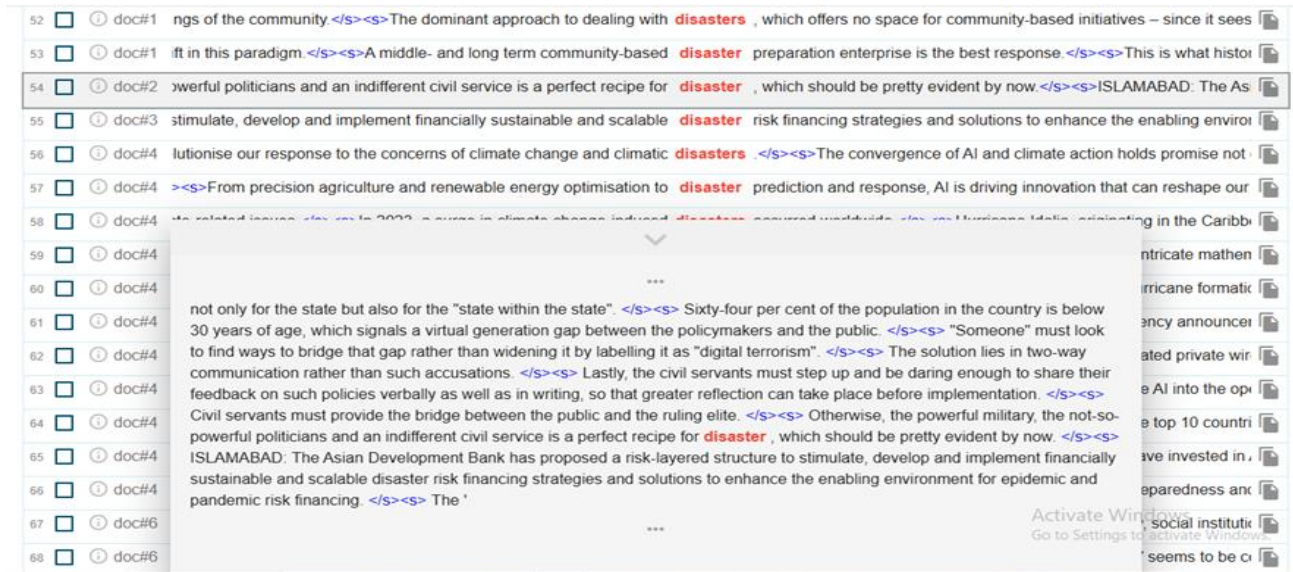 52 doc#1 ngs of the community.</s><s>The dominant approach to dealing with disasters , which offers no space for community-based initiatives – since it sees
53 doc#1 ift in this paradigm.</s><s>A middle- and long term community-based disaster preparation enterprise is the best response.</s><s>This is what histor
54 doc#2 owerful politicians and an indifferent civil service is a perfect recipe for disaster , which should be pretty evident by now.</s><s>ISLAMABAD: The As
55 doc#3 stimulate, develop and implement financially sustainable and scalable disaster risk financing strategies and solutions to enhance the enabling enviro
56 doc#4 lutionise our response to the concerns of climate change and climatic disasters .</s><s>The convergence of AI and climate action holds promise not
57 doc#4 ><s>From precision agriculture and renewable energy optimisation to disaster prediction and response, AI is driving innovation that can reshape our
58 doc#4 ng in the Caribb
59 doc#4 ntricate mathem
60 doc#4 rricane formatic
61 doc#4 ency announcer
62 doc#4 ated private wir
63 doc#4 e AI into the ope
64 doc#4 e top 10 countri
65 doc#4 ave invested in
66 doc#4 eparedness and
67 doc#6 , social institutic
68 doc#6 ' seems to be co
...
not only for the state but also for the "state within the state". </s><s> Sixty-four per cent of the population in the country is below
30 years of age, which signals a virtual generation gap between the policymakers and the public. </s><s> "Someone" must look
to find ways to bridge that gap rather than widening it by labelling it as "digital terrorism". </s><s> The solution lies in two-way
communication rather than such accusations. </s><s> Lastly, the civil servants must step up and be daring enough to share their
feedback on such policies verbally as well as in writing, so that greater reflection can take place before implementation. </s><s>
Civil servants must provide the bridge between the public and the ruling elite. </s><s> Otherwise, the powerful military, the not-so-
powerful politicians and an indifferent civil service is a perfect recipe for disaster , which should be pretty evident by now. </s><s>
ISLAMABAD: The Asian Development Bank has proposed a risk-layered structure to stimulate, develop and implement financially
sustainable and scalable disaster risk financing strategies and solutions to enhance the enabling environment for epidemic and
pandemic risk financing. </s><s> The '
...
Activate Windows
Go to Settings to activate Windows.